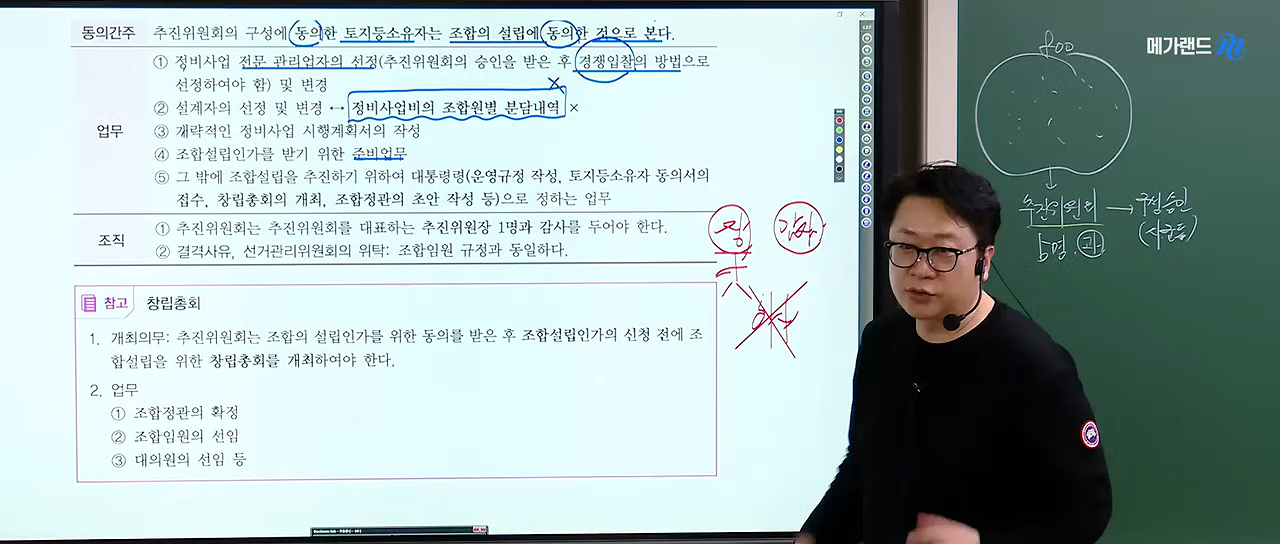 동의간주 추진위원회의 구성에 동의한 토지등소유자는 조합의 설립에 동의한 것으로 본다.
업무
① 정비사업 전문 관리업자의 선정(추진위원회의 승인을 받은 후 경쟁입찰의 방법으로
선정하여야 함) 및 변경
② 설계자의 선정 및 변경 ↔ 정비사업비의 조합원별 분담내역 ×
③ 개략적인 정비사업 시행계획서의 작성
④ 조합설립인가를 받기 위한 준비업무
⑤ 그 밖에 조합설립을 추진하기 위하여 대통령령(운영규정 작성, 토지등소유자 동의서의
접수, 창립총회의 개최, 조합정관의 초안 작성 등)으로 정하는 업무
조직
① 추진위원회는 추진위원회를 대표하는 추진위원장 1명과 감사를 두어야 한다.
② 결격사유, 선거관리위원회의 위탁: 조합임원 규정과 동일하다.
참고 창립총회
1. 개최의무: 추진위원회는 조합의 설립인가를 위한 동의를 받은 후 조합설립인가의 신청 전에 조
합설립을 위한 창립총회를 개최하여야 한다.
2. 업무
① 조합정관의 확정
② 조합임원의 선임
③ 대의원의 선임 등
장 감사
이사
메가랜드 M
추진위원회 → 구성승인
5명, 과 (시군등)